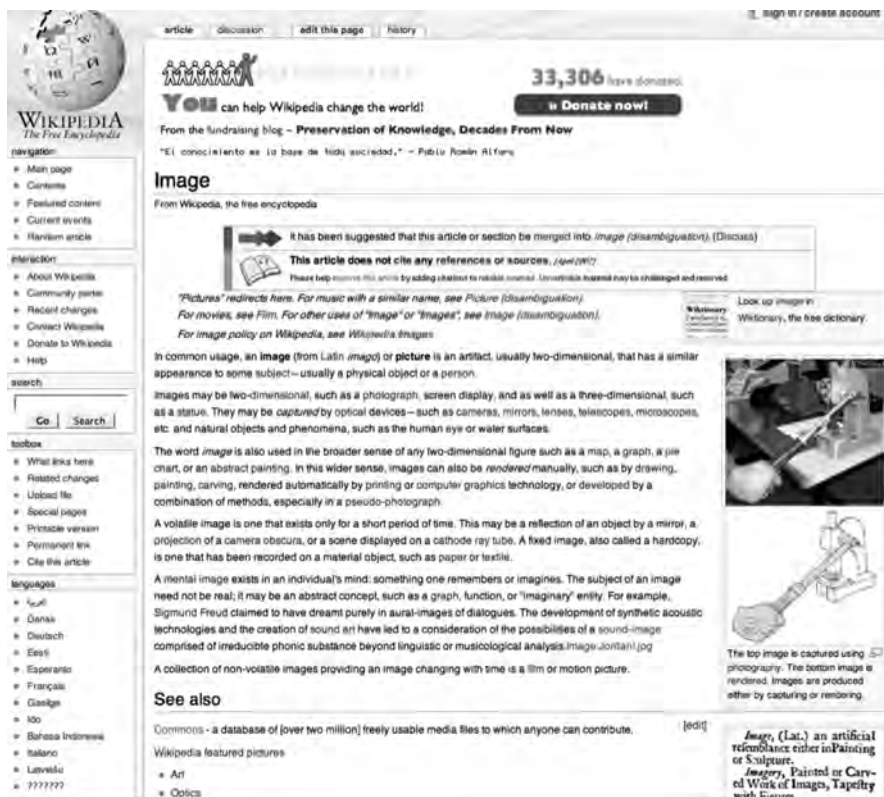 sign in / create account
article discussion edit this page history
WIKIPEDIA
The Free Encyclopedia
33,306 have donated.
You can help Wikipedia change the world!
» Donate now!
From the fundraising blog – Preservation of Knowledge, Decades From Now
"El conocimiento es la base de toda sociedad." – Pablo Román Alfaro
navigation
Main page
Contents
Featured content
Current events
Random article
interaction
About Wikipedia
Community portal
Recent changes
Contact Wikipedia
Donate to Wikipedia
Help
search
Go Search
toolbox
What links here
Related changes
Upload file
Special pages
Printable version
Permanent link
Cite this article
languages
العربية
Dansk
Deutsch
Eesti
Esperanto
Français
Gaeilge
Ido
Bahasa Indonesia
Italiano
Latviešu
???????
Image
From Wikipedia, the free encyclopedia
It has been suggested that this article or section be merged into image (disambiguation). (Discuss)
This article does not cite any references or sources. (April 2007)
Please help improve this article by adding citations to reliable sources. Unverifiable material may be challenged and removed.
"Pictures" redirects here. For music with a similar name, see Picture (disambiguation).
For movies, see Film. For other uses of "Image" or "Images", see Image (disambiguation).
For image policy on Wikipedia, see Wikipedia:Images
Wiktionary
Look up image in
Wiktionary, the free dictionary.
In common usage, an image (from Latin imago) or picture is an artifact, usually two-dimensional, that has a similar
appearance to some subject—usually a physical object or a person.
Images may be two-dimensional, such as a photograph, screen display, and as well as a three-dimensional, such
as a statue. They may be captured by optical devices—such as cameras, mirrors, lenses, telescopes, microscopes,
etc. and natural objects and phenomena, such as the human eye or water surfaces.
The word image is also used in the broader sense of any two-dimensional figure such as a map, a graph, a pie
chart, or an abstract painting. In this wider sense, images can also be rendered manually, such as by drawing,
painting, carving, rendered automatically by printing or computer graphics technology, or developed by a
combination of methods, especially in a pseudo-photograph.
A volatile image is one that exists only for a short period of time. This may be a reflection of an object by a mirror, a
projection of a camera obscura, or a scene displayed on a cathode ray tube. A fixed image, also called a hardcopy,
is one that has been recorded on a material object, such as paper or textile.
A mental image exists in an individual's mind: something one remembers or imagines. The subject of an image
need not be real; it may be an abstract concept, such as a graph, function, or "imaginary" entity. For example,
Sigmund Freud claimed to have dreamt purely in aural-images of dialogues. The development of synthetic acoustic
technologies and the creation of sound art have led to a consideration of the possibilities of a sound-image
comprised of irreducible phonic substance beyond linguistic or musicological analysis.
A collection of non-volatile images providing an image changing with time is a film or motion picture.
The top image is captured using
photography. The bottom image is
rendered. Images are produced
either by capturing or rendering.
See also
[edit]
Commons - a database of [over two million] freely usable media files to which anyone can contribute.
Wikipedia featured pictures
Art
Optics
Image, (Lat.) an artificial
resemblance either in Painting
or Sculpture.
Imagery, Painted or Carv-
ed Work of Images, Tapestry
with Figures